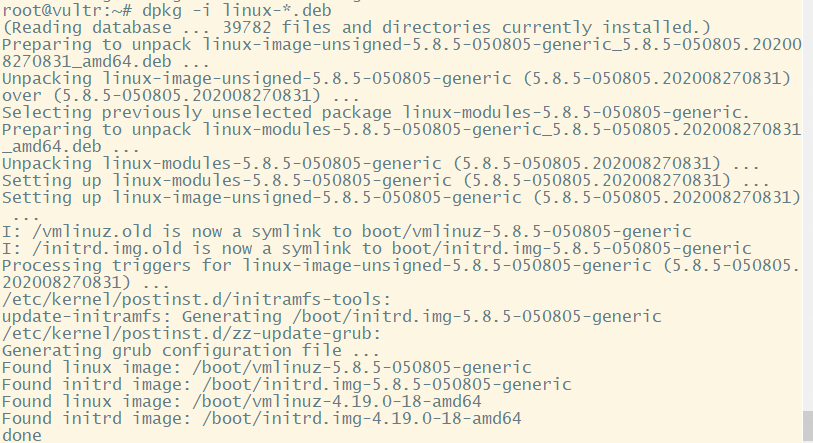 root@vultr:~# dpkg -i linux-*.deb
(Reading database ... 39782 files and directories currently installed.)
Preparing to unpack linux-image-unsigned-5.8.5-050805-generic_5.8.5-050805.20200
8270831_amd64.deb ...
Unpacking linux-image-unsigned-5.8.5-050805-generic (5.8.5-050805.202008270831)
over (5.8.5-050805.202008270831) ...
Selecting previously unselected package linux-modules-5.8.5-050805-generic.
Preparing to unpack linux-modules-5.8.5-050805-generic_5.8.5-050805.202008270831
_amd64.deb ...
Unpacking linux-modules-5.8.5-050805-generic (5.8.5-050805.202008270831) ...
Setting up linux-modules-5.8.5-050805-generic (5.8.5-050805.202008270831) ...
Setting up linux-image-unsigned-5.8.5-050805-generic (5.8.5-050805.202008270831)
 ...
I: /vmlinuz.old is now a symlink to boot/vmlinuz-5.8.5-050805-generic
I: /initrd.img.old is now a symlink to boot/initrd.img-5.8.5-050805-generic
Processing triggers for linux-image-unsigned-5.8.5-050805-generic (5.8.5-050805.
202008270831) ...
/etc/kernel/postinst.d/initramfs-tools:
update-initramfs: Generating /boot/initrd.img-5.8.5-050805-generic
/etc/kernel/postinst.d/zz-update-grub:
Generating grub configuration file ...
Found linux image: /boot/vmlinuz-5.8.5-050805-generic
Found initrd image: /boot/initrd.img-5.8.5-050805-generic
Found linux image: /boot/vmlinuz-4.19.0-18-amd64
Found initrd image: /boot/initrd.img-4.19.0-18-amd64
done